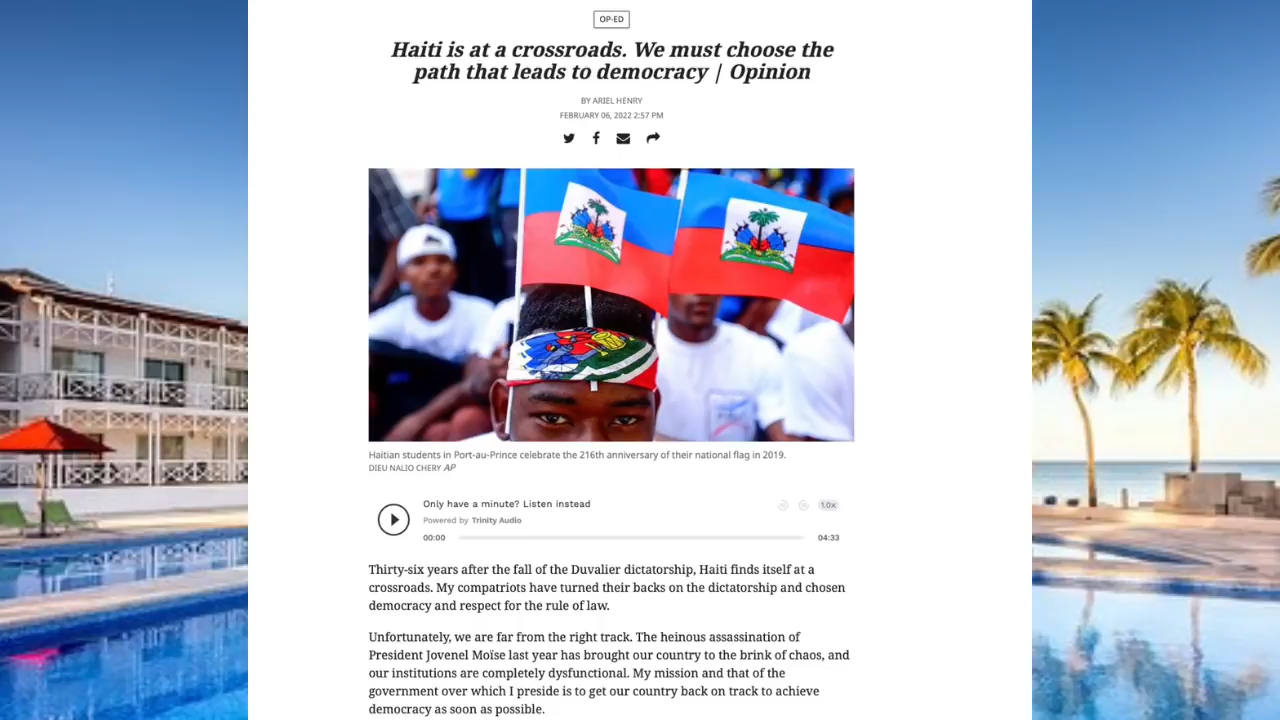 OP-ED
Haiti is at a crossroads. We must choose the
path that leads to democracy | Opinion
BY ARIEL HENRY
FEBRUARY 06, 2022 2:57 PM
Haitian students in Port-au-Prince celebrate the 216th anniversary of their national flag in 2019.
DIEU NALIO CHERY AP
Only have a minute? Listen instead
Powered by Trinity Audio
1.0x
00:00
04:33
Thirty-six years after the fall of the Duvalier dictatorship, Haiti finds itself at a
crossroads. My compatriots have turned their backs on the dictatorship and chosen
democracy and respect for the rule of law.
Unfortunately, we are far from the right track. The heinous assassination of
President Jovenel Moïse last year has brought our country to the brink of chaos, and
our institutions are completely dysfunctional. My mission and that of the
government over which I preside is to get our country back on track to achieve
democracy as soon as possible.